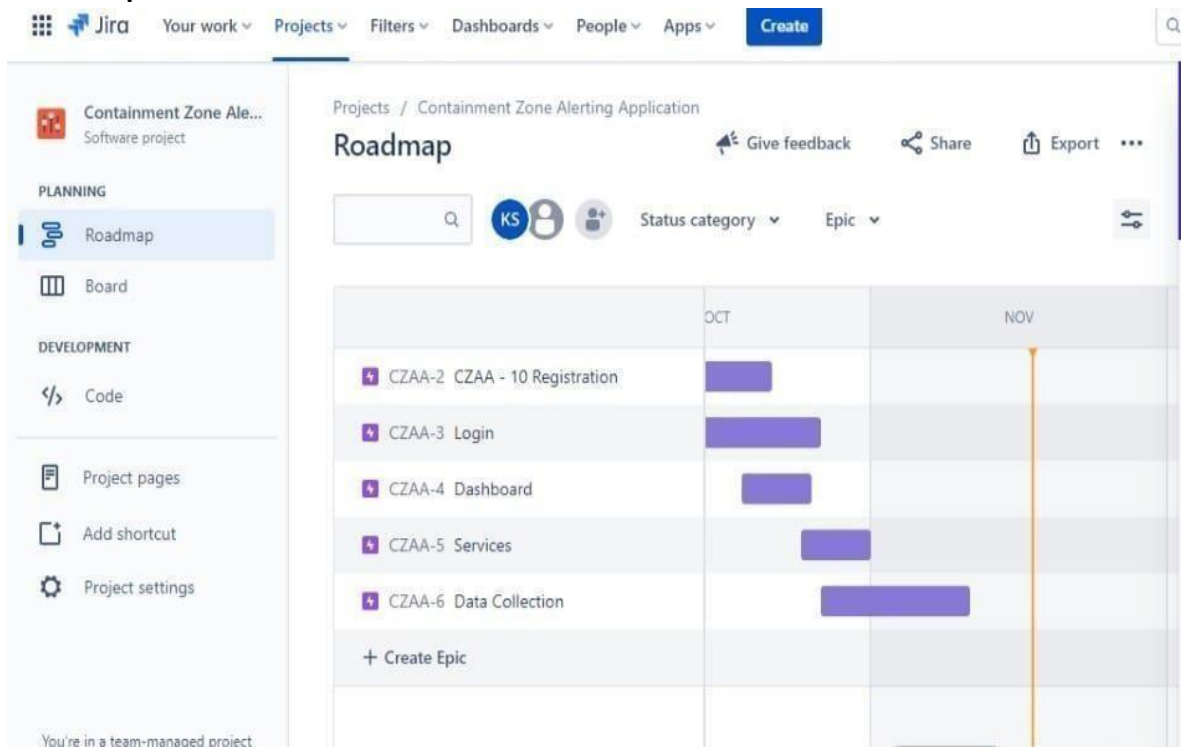 Jira Your work Projects Filters Dashboards People Apps Create
Containment Zone Ale...
Software project
PLANNING
Roadmap
Board
DEVELOPMENT
Code
Project pages
Add shortcut
Project settings
You're in a team-managed project
Projects / Containment Zone Alerting Application
Roadmap
Give feedback Share Export
KS Status category Epic
OCT NOV
CZAA-2 CZAA - 10 Registration
CZAA-3 Login
CZAA-4 Dashboard
CZAA-5 Services
CZAA-6 Data Collection
+ Create Epic